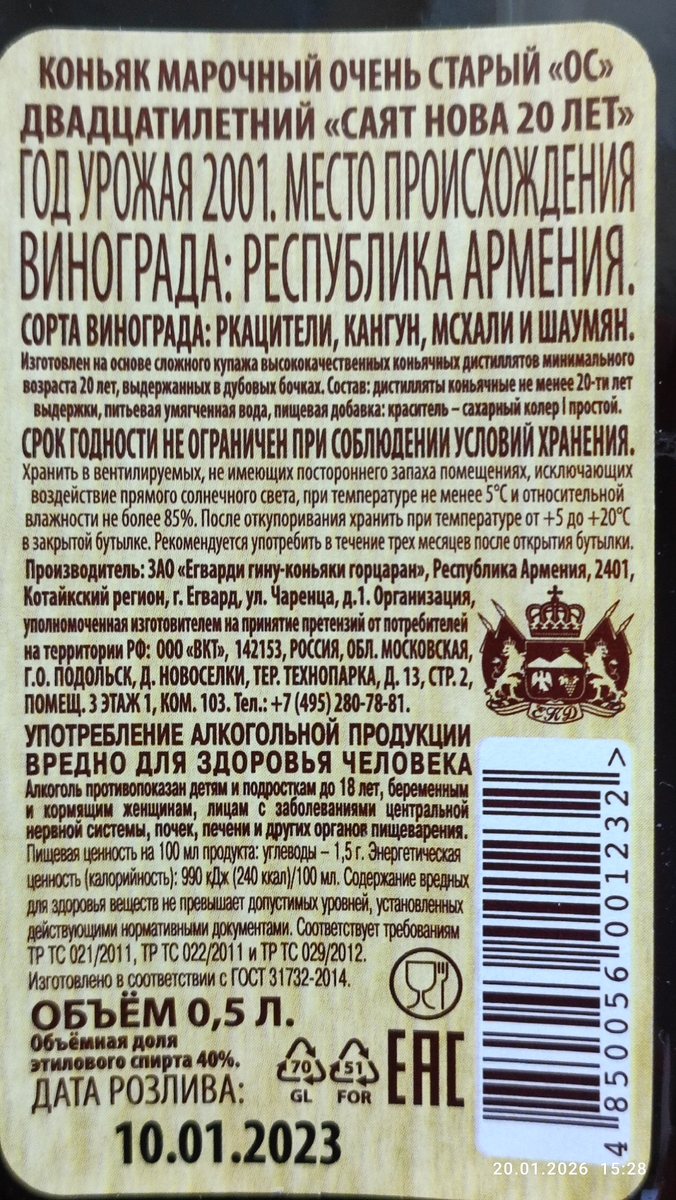 КОНЬЯК МАРОЧНЫЙ ОЧЕНЬ СТАРЫЙ «ОС»
ДВАДЦАТИЛЕТНИЙ «САЯТ НОВА 20 ЛЕТ»
ГОД УРОЖАЯ 2001. МЕСТО ПРОИСХОЖДЕНИЯ
ВИНОГРАДА: РЕСПУБЛИКА АРМЕНИЯ.
СОРТА ВИНОГРАДА: РКАЦИТЕЛИ, КАНГУН, МСХАЛИ И ШАУМЯН.
Изготовлен на основе сложного купажа высококачественных коньячных дистиллятов минимального
возраста 20 лет, выдержанных в дубовых бочках. Состав: дистилляты коньячные не менее 20-ти лет
выдержки, питьевая умягченная вода, пищевая добавка: краситель – сахарный колер I простой.
СРОК ГОДНОСТИ НЕ ОГРАНИЧЕН ПРИ СОБЛЮДЕНИИ УСЛОВИЙ ХРАНЕНИЯ.
Хранить в вентилируемых, не имеющих постороннего запаха помещениях, исключающих
воздействие прямого солнечного света, при температуре не менее 5°С и относительной
влажности не более 85%. После откупоривания хранить при температуре от +5 до +20°С
в закрытой бутылке. Рекомендуется употребить в течение трех месяцев после открытия бутылки.
Производитель: ЗАО «Егварди гину-коньяки горцаран», Республика Армения, 2401,
Котайкский регион, г. Егвард, ул. Чаренца, д.1. Организация,
уполномоченная изготовителем на принятие претензий от потребителей
на территории РФ: ООО «ВКТ», 142153, РОССИЯ, ОБЛ. МОСКОВСКАЯ,
Г.О. ПОДОЛЬСК, Д. НОВОСЕЛКИ, ТЕР. ТЕХНОПАРКА, Д. 13, СТР. 2,
ПОМЕЩ. 3 ЭТАЖ 1, КОМ. 103. Тел.: +7 (495) 280-78-81.
УПОТРЕБЛЕНИЕ АЛКОГОЛЬНОЙ ПРОДУКЦИИ
ВРЕДНО ДЛЯ ЗДОРОВЬЯ ЧЕЛОВЕКА
Алкоголь противопоказан детям и подросткам до 18 лет, беременным
и кормящим женщинам, лицам с заболеваниями центральной
нервной системы, почек, печени и других органов пищеварения.
Пищевая ценность на 100 мл продукта: углеводы – 1,5 г. Энергетическая
ценность (калорийность): 990 кДж (240 ккал)/100 мл. Содержание вредных
для здоровья веществ не превышает допустимых уровней, установленных
действующими нормативными документами. Соответствует требованиям
ТР ТС 021/2011, ТР ТС 022/2011 и ТР ТС 029/2012.
Изготовлено в соответствии с ГОСТ 31732-2014.
ОБЪЁМ 0,5 Л.
Объёмная доля
этилового спирта 40%.
ДАТА РОЗЛИВА:
10.01.2023
70
GL
51
FOR
EAC
4 850056 001232 >
20.01.2026 15:28